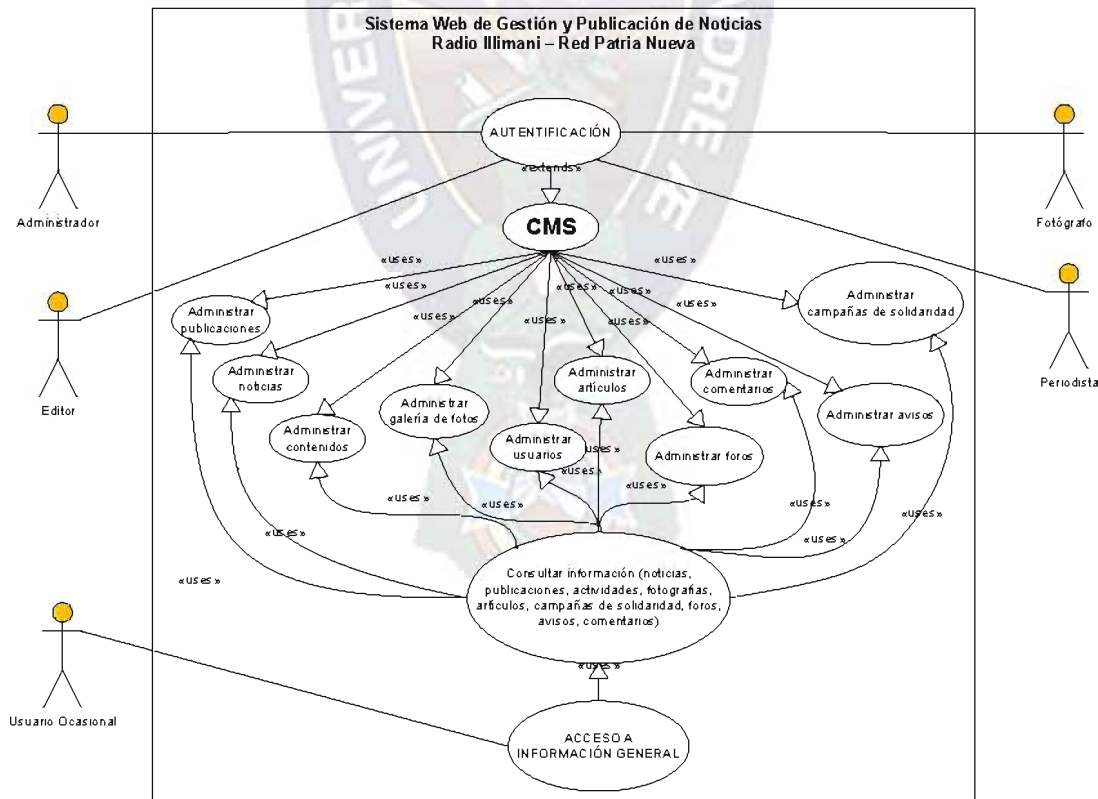 Sistema Web de Gestión y Publicación de Noticias
Radio Illimani – Red Patria Nueva
UNIVER
NDRE
AUTENTIFICACIÓN
«extends»
CMS
Administrador
Fotógrafo
Editor
Periodista
«uses»
«uses»
«uses»
«uses»
«uses»
«uses»
«uses»
«uses»
«uses»
«uses»
Administrar
publicaciones
Administrar
campañas de solidaridad
Administrar
noticias
Administrar
artículos
Administrar
comentarios
Administrar
galería de fotos
Administrar avisos
Administrar
contenidos
Administrar
usuarios
Administrar foros
uses»
«uses»
«uses»
«uses»
«uses»
«uses»
«uses»
«uses»
«uses»
«uses»
Consultar información (noticias,
publicaciones, actividades, fotografías,
artículos, campañas de solidaridad, foros,
avisos, comentarios)
«uses»
Usuario Ocasional
ACCESO A
INFORMACIÓN GENERAL